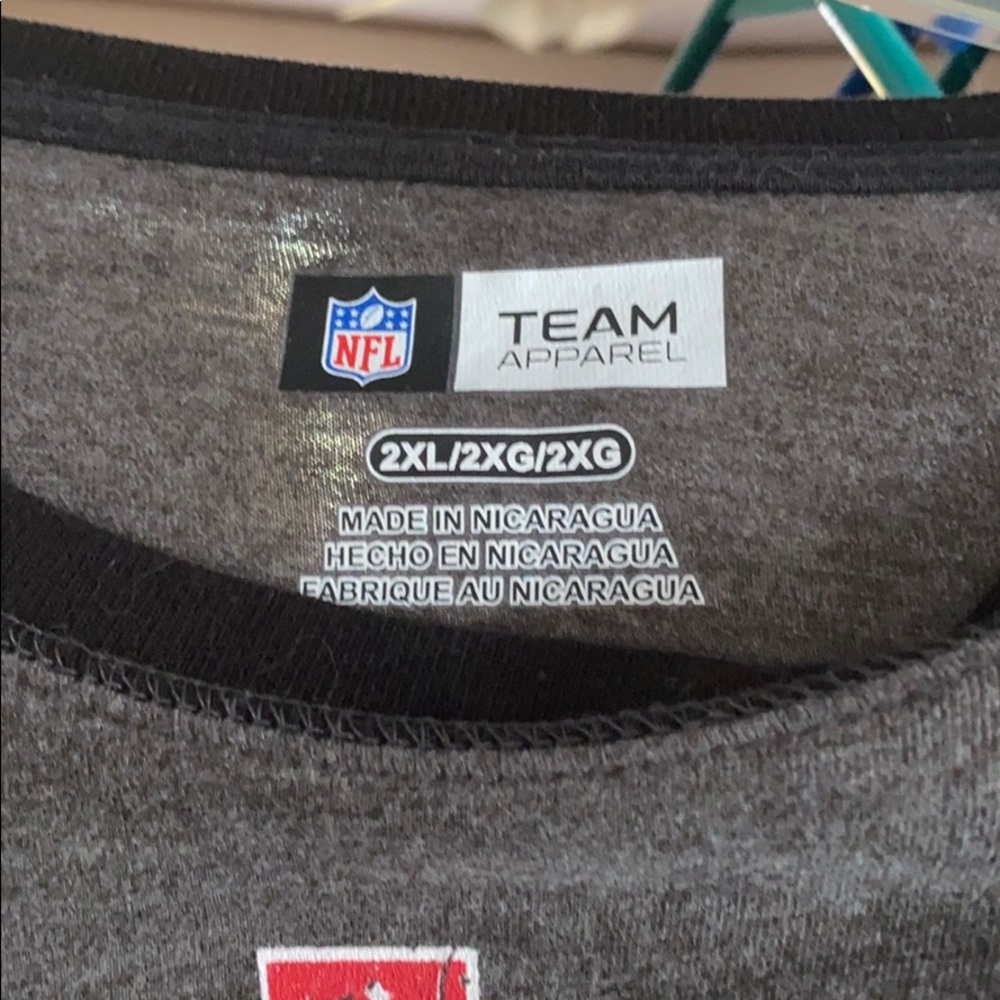 NFL
TEAM
APPAREL
2XL/2XG/2XG
MADE IN NICARAGUA
HECHO EN NICARAGUA
FABRIQUE AU NICARAGUA